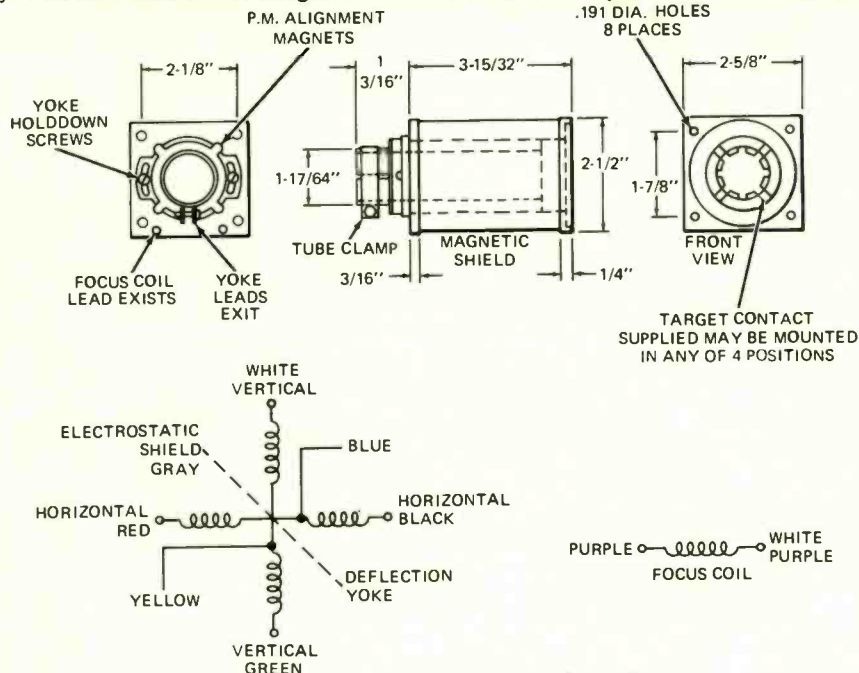 P.M. ALIGNMENT
MAGNETS
.191 DIA. HOLES
8 PLACES
2-1/8"
1
3/16"
3-15/32"
2-5/8"
YOKE
HOLDDOWN
SCREWS
1-17/64"
2-1/2"
1-7/8"
TUBE CLAMP
MAGNETIC
SHIELD
FRONT
VIEW
FOCUS COIL
LEAD EXISTS
YOKE
LEADS
EXIT
3/16"
1/4"
TARGET CONTACT
SUPPLIED MAY BE MOUNTED
IN ANY OF 4 POSITIONS
WHITE
VERTICAL
ELECTROSTATIC
SHIELD
GRAY
BLUE
HORIZONTAL
RED
HORIZONTAL
BLACK
PURPLE
WHITE
PURPLE
FOCUS COIL
YELLOW
DEFLECTION
YOKE
VERTICAL
GREEN